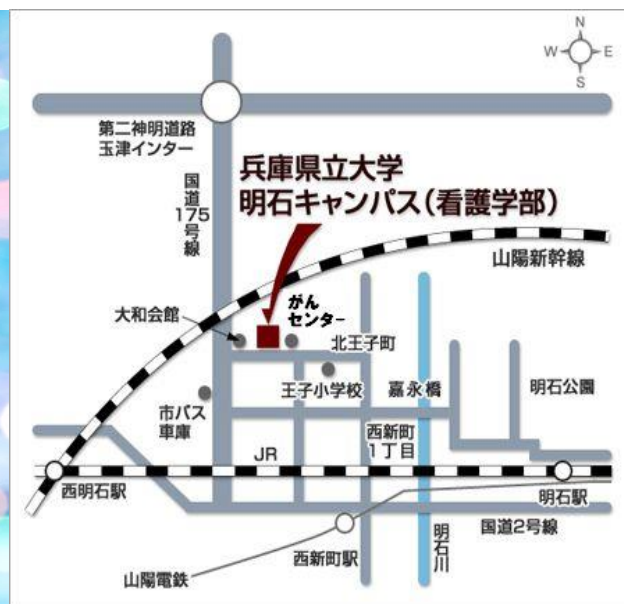 N
W
E
S
第二神明道路
玉津インター
国道175号線
兵庫県立大学
明石キャンパス(看護学部)
山陽新幹線
大和会館
がん
センター
北王子町
王子小学校
嘉永橋
明石公園
市バス
車庫
西新町
1丁目
JR
西明石駅
明石駅
国道2号線
西新町駅
明石川
山陽電鉄